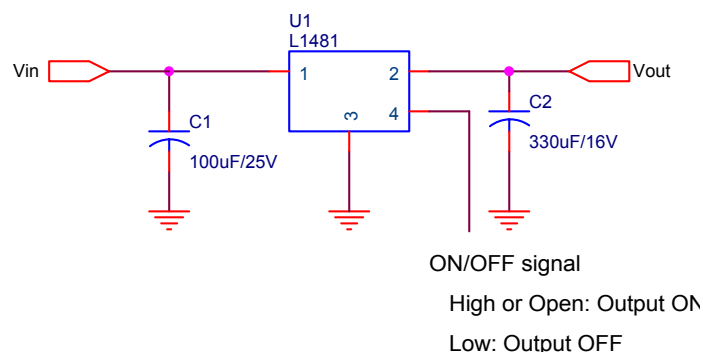 U1
L1481
Vin
1
2
Vout
3
4
C1
100uF/25V
C2
330uF/16V
ON/OFF signal
High or Open: Output ON
Low: Output OFF